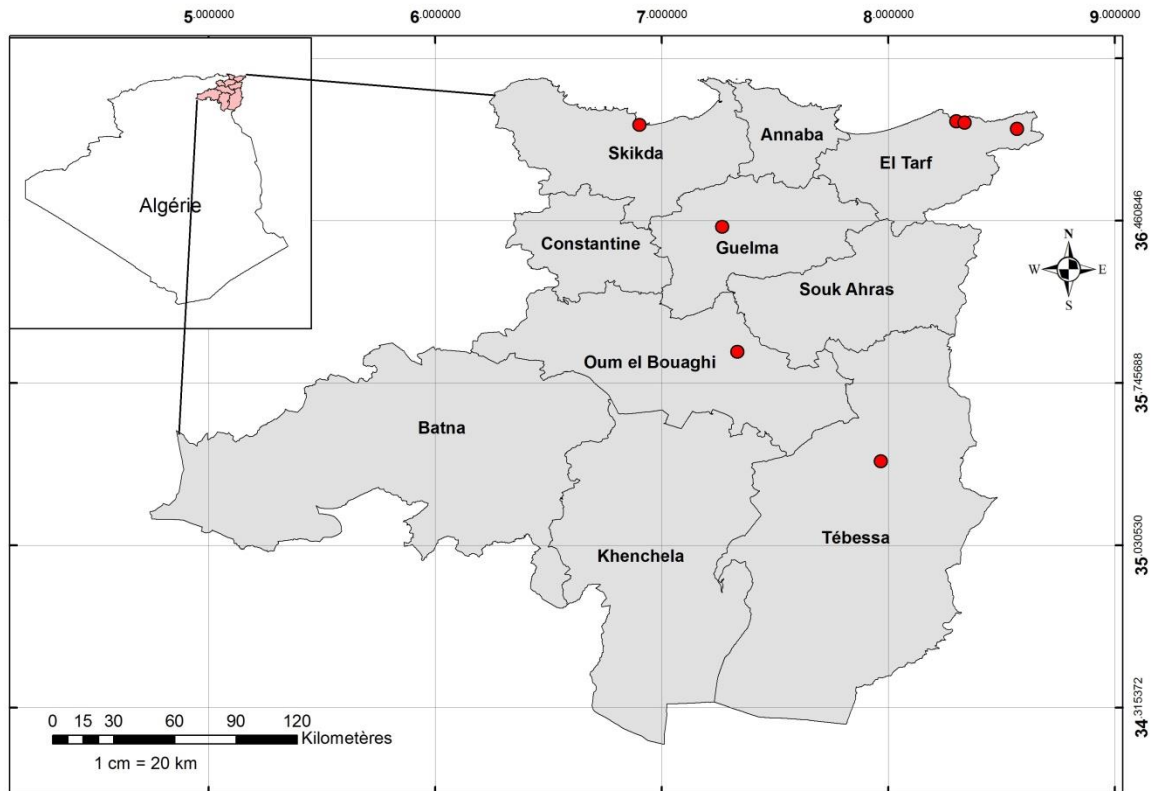 5.000000 6.000000 7.000000 8.000000 9.000000
Algérie
Skikda
Annaba
El Tarf
36.460846
Constantine
Guelma
N
W E
S
Souk Ahras
Oum el Bouaghi
35.745688
Batna
Tébessa
35.030530
Khenchela
34.315372
0 15 30 60 90 120
Kilometères
1 cm = 20 km